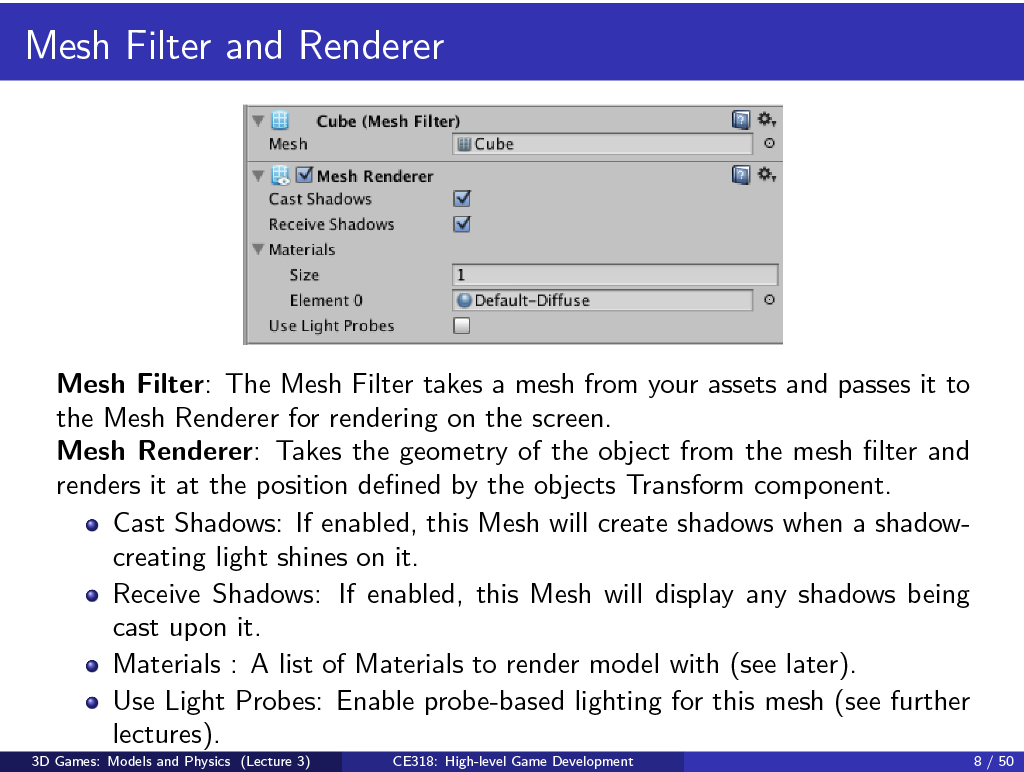 Mesh Filter and Renderer
Cube (Mesh Filter)
Mesh Cube
Mesh Renderer
Cast Shadows
Receive Shadows
Materials
Size 1
Element 0 Default-Diffuse
Use Light Probes
Mesh Filter: The Mesh Filter takes a mesh from your assets and passes it to
the Mesh Renderer for rendering on the screen.
Mesh Renderer: Takes the geometry of the object from the mesh filter and
renders it at the position defined by the objects Transform component.
Cast Shadows: If enabled, this Mesh will create shadows when a shadow-
creating light shines on it.
Receive Shadows: If enabled, this Mesh will display any shadows being
cast upon it.
Materials : A list of Materials to render model with (see later).
Use Light Probes: Enable probe-based lighting for this mesh (see further
lectures).
3D Games: Models and Physics (Lecture 3) CE318: High-level Game Development 8 / 50